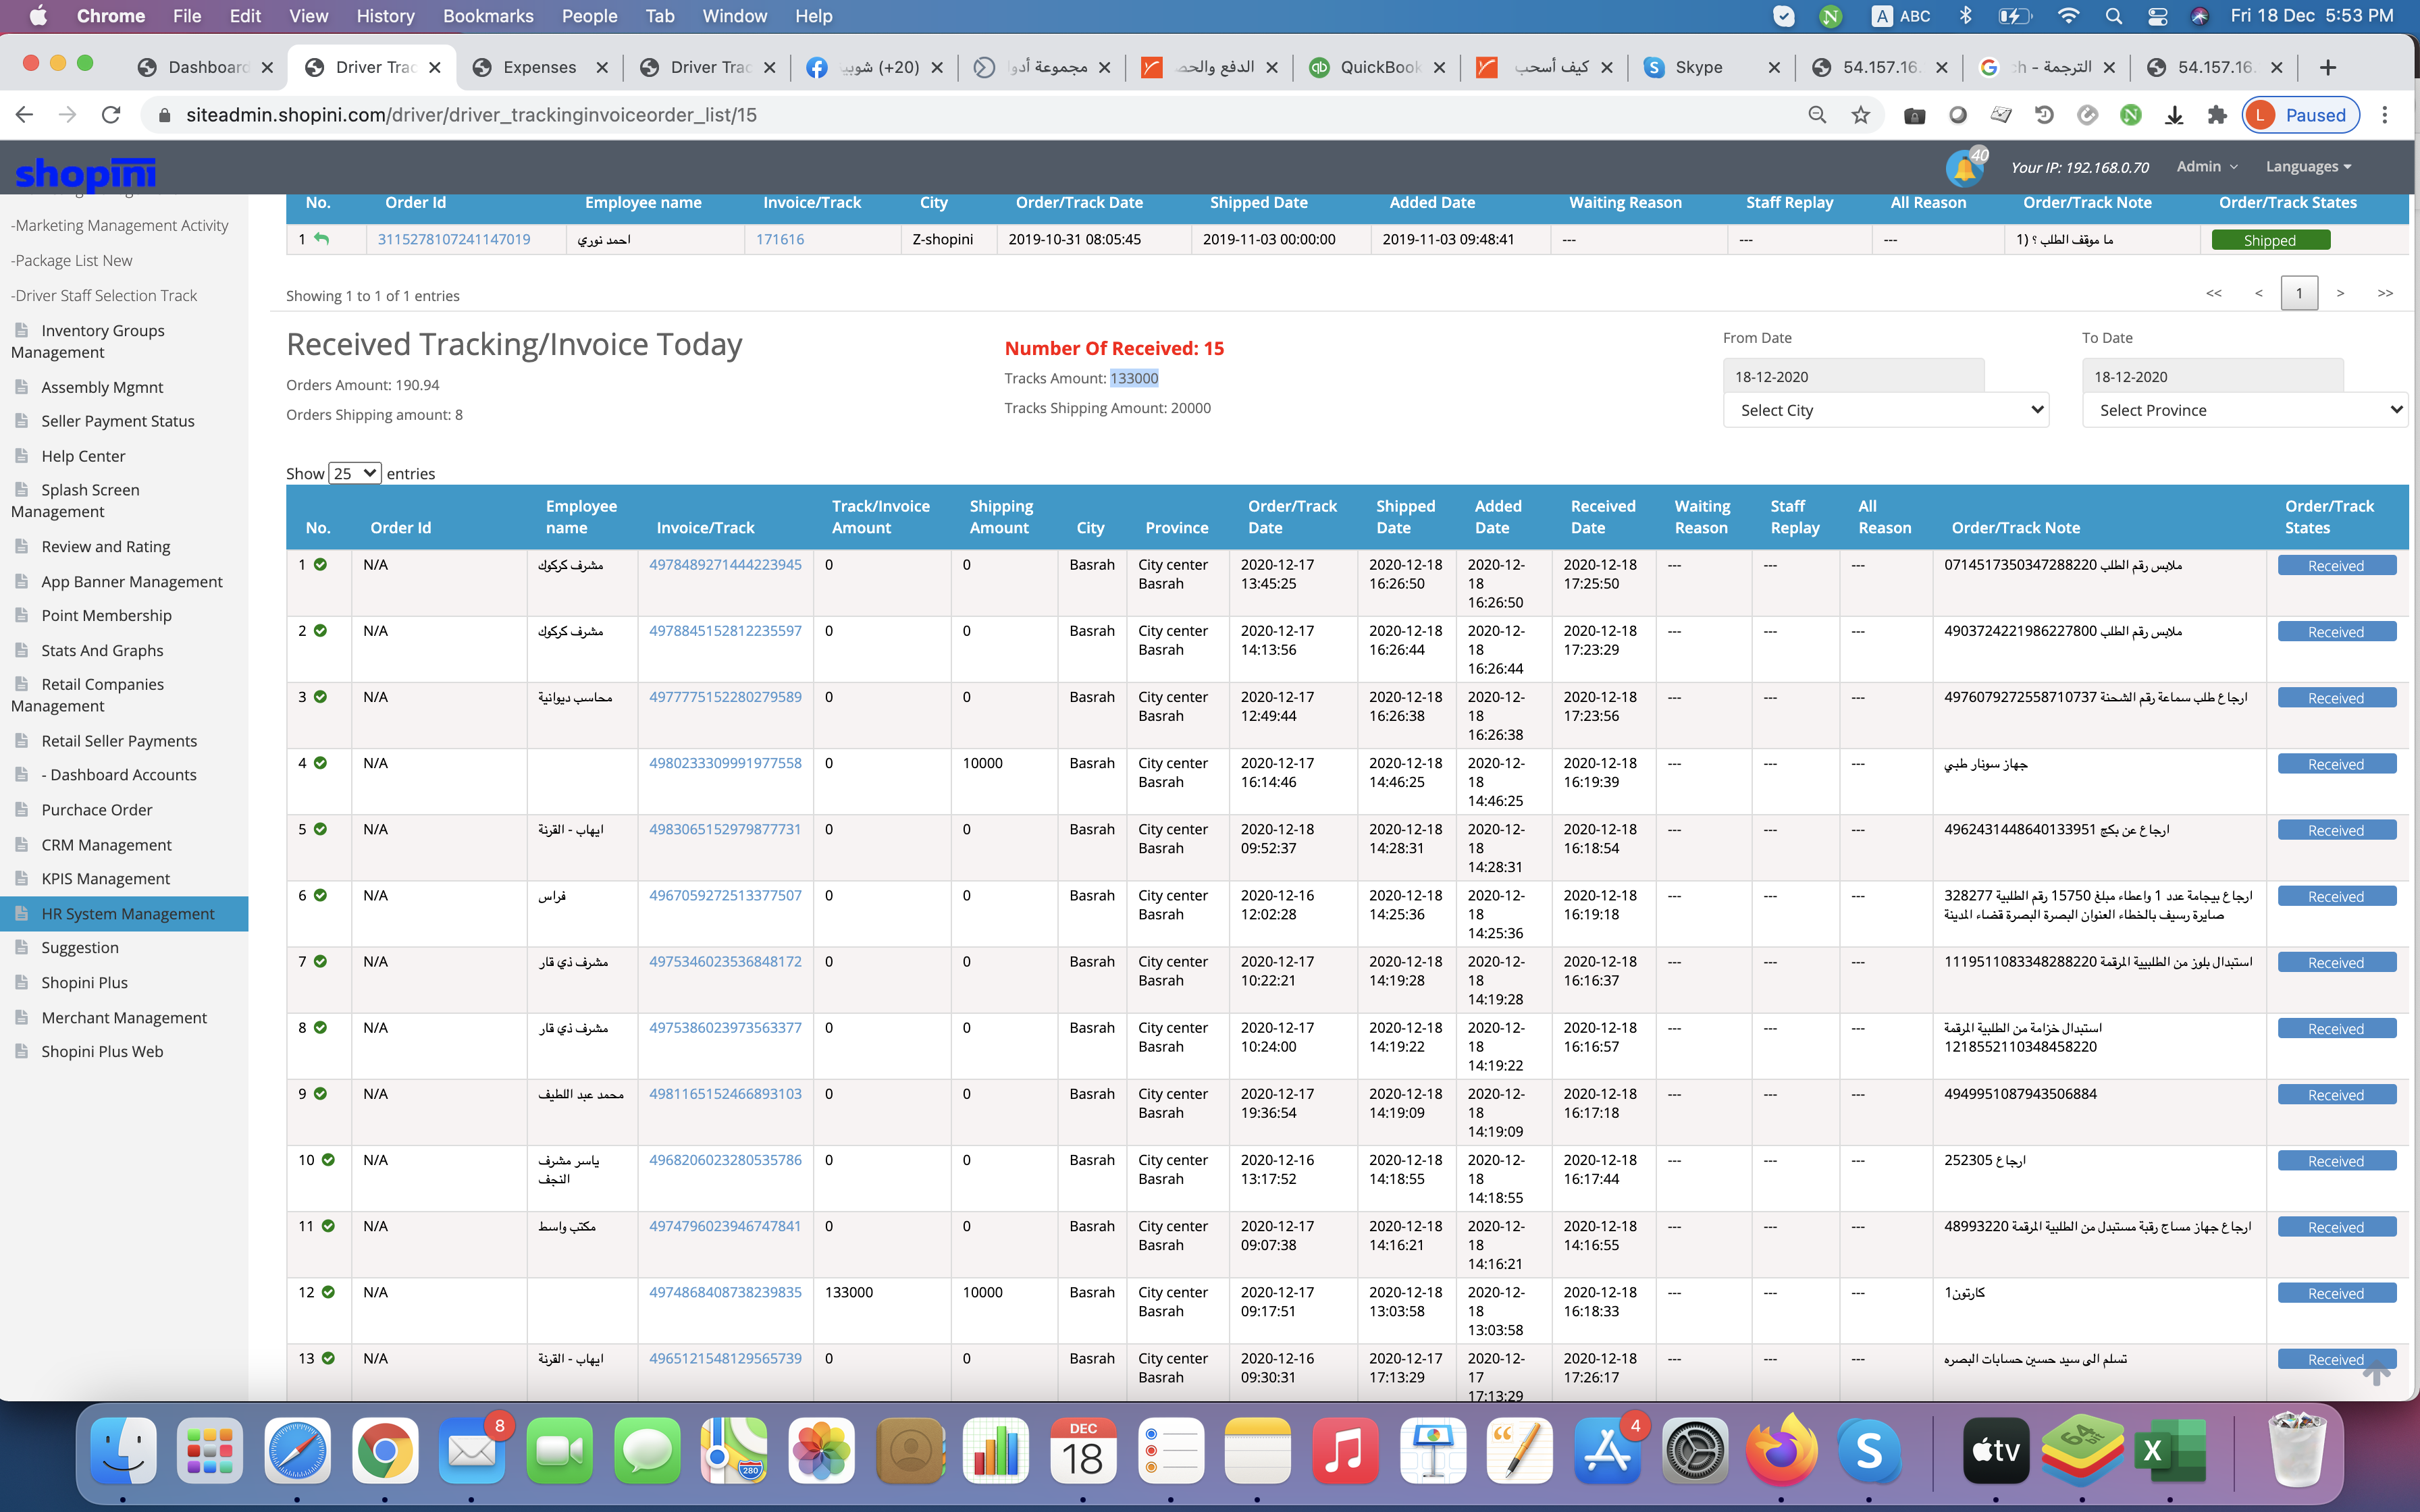 Chrome File Edit View History Bookmarks People Tab Window Help
ABC Fri 18 Dec 5:53 PM
Dashboard Driver Trac Expenses Driver Trac (20+) شوبي مجموعة أدوا الدفع والحص QuickBook كيف أسحب Skype 54.157.16. الترجمة - ch 54.157.16.
siteadmin.shopini.com/driver/driver_trackinginvoiceorder_list/15
L Paused
shopini
40 Your IP: 192.168.0.70 Admin Languages
-Marketing Management Activity
-Package List New
-Driver Staff Selection Track
Inventory Groups
Management
Assembly Mgmnt
Seller Payment Status
Help Center
Splash Screen
Management
Review and Rating
App Banner Management
Point Membership
Stats And Graphs
Retail Companies
Management
Retail Seller Payments
- Dashboard Accounts
Purchace Order
CRM Management
KPIS Management
HR System Management
Suggestion
Shopini Plus
Merchant Management
Shopini Plus Web
No. Order Id Employee name Invoice/Track City Order/Track Date Shipped Date Added Date Waiting Reason Staff Replay All Reason Order/Track Note Order/Track States
1 3115278107241147019 احمد نوري 171616 Z-shopini 2019-10-31 08:05:45 2019-11-03 00:00:00 2019-11-03 09:48:41 --- --- --- 1) ما موقف الطلب ؟ Shipped
Showing 1 to 1 of 1 entries
<< < 1 > >>
Received Tracking/Invoice Today
Orders Amount: 190.94
Orders Shipping amount: 8
Number Of Received: 15
Tracks Amount: 133000
Tracks Shipping Amount: 20000
From Date To Date
18-12-2020 18-12-2020
Select City Select Province
Show 25 entries
No. Order Id Employee name Invoice/Track Track/Invoice Amount Shipping Amount City Province Order/Track Date Shipped Date Added Date Received Date Waiting Reason Staff Replay All Reason Order/Track Note Order/Track States
1 N/A مشرف كركوك 4978489271444223945 0 0 Basrah City center Basrah 2020-12-17 13:45:25 2020-12-18 16:26:50 2020-12-18 16:26:50 2020-12-18 17:25:50 --- --- --- ملابس رقم الطلب 0714517350347288220 Received
2 N/A مشرف كركوك 4978845152812235597 0 0 Basrah City center Basrah 2020-12-17 14:13:56 2020-12-18 16:26:44 2020-12-18 16:26:44 2020-12-18 17:23:29 --- --- --- ملابس رقم الطلب 4903724221986227800 Received
3 N/A محاسب ديوانية 4977775152280279589 0 0 Basrah City center Basrah 2020-12-17 12:49:44 2020-12-18 16:26:38 2020-12-18 16:26:38 2020-12-18 17:23:56 --- --- --- ارجاع طلب سماعة رقم الشحنة 4976079272558710737 Received
4 N/A 4980233309991977558 0 10000 Basrah City center Basrah 2020-12-17 16:14:46 2020-12-18 14:46:25 2020-12-18 14:46:25 2020-12-18 16:19:39 --- --- --- جهاز سونار طبي Received
5 N/A ايهاب - القرنة 4983065152979877731 0 0 Basrah City center Basrah 2020-12-18 09:52:37 2020-12-18 14:28:31 2020-12-18 14:28:31 2020-12-18 16:18:54 --- --- --- ارجاع عن بكج 4962431448640133951 Received
6 N/A فراس 4967059272513377507 0 0 Basrah City center Basrah 2020-12-16 12:02:28 2020-12-18 14:25:36 2020-12-18 14:25:36 2020-12-18 16:19:18 --- --- --- ارجاع بيجامة عدد 1 واعطاء مبلغ 15750 رقم الطلبية 328277 صايرة رسيف بالخطاء العنوان البصرة البصرة قضاء المدينة Received
7 N/A مشرف ذي قار 4975346023536848172 0 0 Basrah City center Basrah 2020-12-17 10:22:21 2020-12-18 14:19:28 2020-12-18 14:19:28 2020-12-18 16:16:37 --- --- --- استبدال بلوز من الطلبيية المرقمة 1119511083348288220 Received
8 N/A مشرف ذي قار 4975386023973563377 0 0 Basrah City center Basrah 2020-12-17 10:24:00 2020-12-18 14:19:22 2020-12-18 14:19:22 2020-12-18 16:16:57 --- --- --- استبدال خزامة من الطلبية المرقمة 1218552110348458220 Received
9 N/A محمد عبد اللطيف 4981165152466893103 0 0 Basrah City center Basrah 2020-12-17 19:36:54 2020-12-18 14:19:09 2020-12-18 14:19:09 2020-12-18 16:17:18 --- --- --- 4949951087943506884 Received
10 N/A ياسر مشرف النجف 4968206023280535786 0 0 Basrah City center Basrah 2020-12-16 13:17:52 2020-12-18 14:18:55 2020-12-18 14:18:55 2020-12-18 16:17:44 --- --- --- ارجاع 252305 Received
11 N/A مكتب واسط 4974796023946747841 0 0 Basrah City center Basrah 2020-12-17 09:07:38 2020-12-18 14:16:21 2020-12-18 14:16:21 2020-12-18 14:16:55 --- --- --- ارجاع جهاز مساج رقبة مستبدل من الطلبية المرقمة 48993220 Received
12 N/A 4974868408738239835 133000 10000 Basrah City center Basrah 2020-12-17 09:17:51 2020-12-18 13:03:58 2020-12-18 13:03:58 2020-12-18 16:18:33 --- --- --- كارتون1 Received
13 N/A ايهاب - القرنة 4965121548129565739 0 0 Basrah City center Basrah 2020-12-16 09:30:31 2020-12-17 17:13:29 2020-12-17 17:13:29 2020-12-18 17:26:17 --- --- --- تسلم الى سيد حسين حسابات البصره Received
8 280 DEC 18 4 tv 64 BIT X